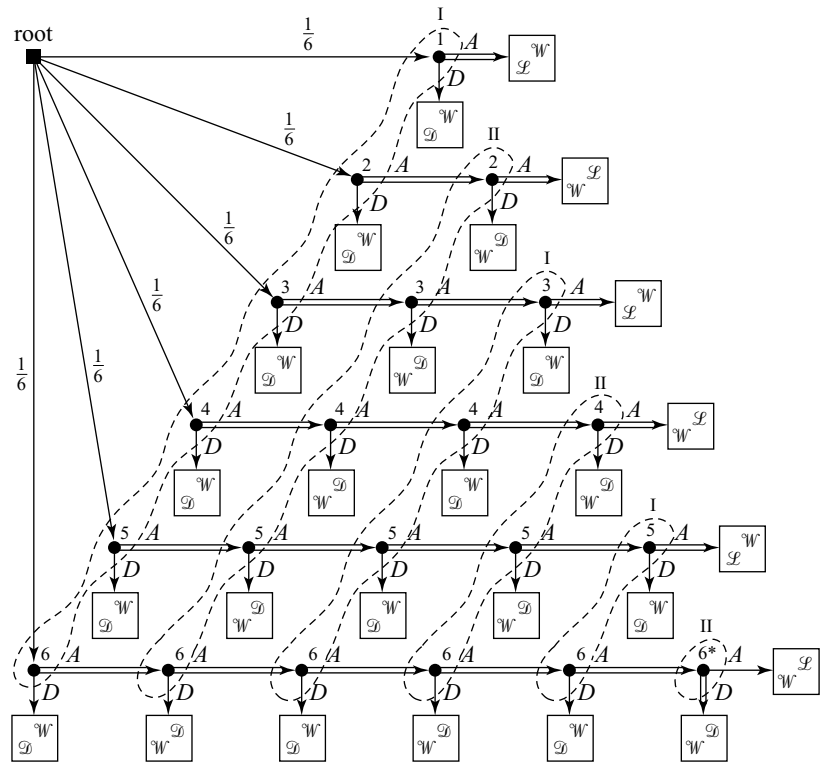 I
root
1/6 1 A 𝒲
ℒ
D
𝒲
𝒟
1/6 II
2 A 2 A ℒ
𝒲
D D
𝒲 𝒟
𝒟 𝒲
1/6 I
3 A 3 A 3 A 𝒲
ℒ
D D D
𝒲 𝒟 𝒲
𝒟 𝒲 𝒟
1/6 II
4 A 4 A 4 A 4 A ℒ
𝒲
D D D D
𝒲 𝒟 𝒲 𝒟
𝒟 𝒲 𝒟 𝒲
1/6 1/6 I
5 A 5 A 5 A 5 A 5 A 𝒲
ℒ
D D D D D
𝒲 𝒟 𝒲 𝒟 𝒲
𝒟 𝒲 𝒟 𝒲 𝒟
II
6 A 6 A 6 A 6 A 6 A 6* A ℒ
𝒲
D D D D D D
𝒲 𝒟 𝒲 𝒟 𝒲 𝒲
𝒟 𝒲 𝒟 𝒲 𝒟 𝒟